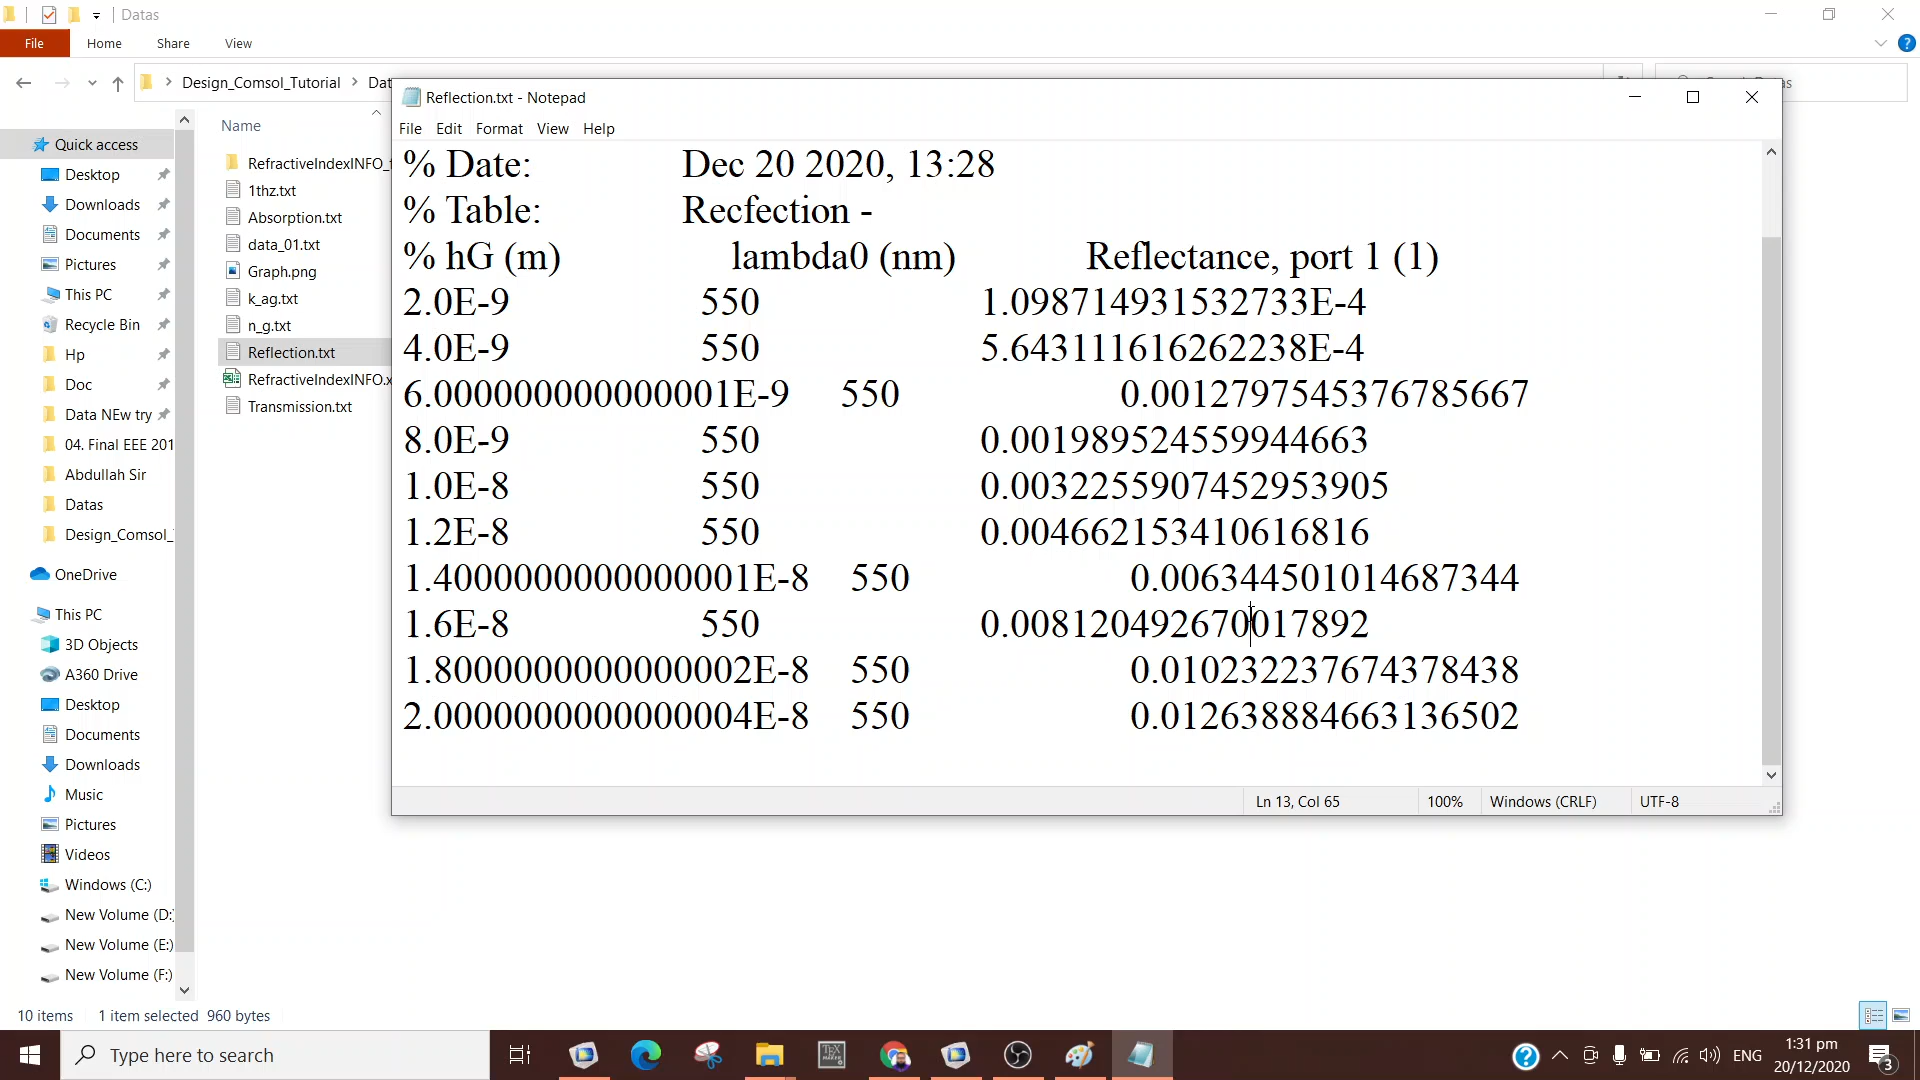 Datas
File
Home
Share
View
Design_Comsol_Tutorial
Dat
as
Name
Quick access
Desktop
Downloads
Documents
Pictures
This PC
Recycle Bin
Hp
Doc
Data NEw try
04. Final EEE 201
Abdullah Sir
Datas
Design_Comsol_
OneDrive
This PC
3D Objects
A360 Drive
Desktop
Documents
Downloads
Music
Pictures
Videos
Windows (C:)
New Volume (D:
New Volume (E:)
New Volume (F:)
RefractiveIndexINFO_
1thz.txt
Absorption.txt
data_01.txt
Graph.png
k_ag.txt
n_g.txt
Reflection.txt
RefractiveIndexINFO.x
Transmission.txt
Reflection.txt - Notepad
File Edit Format View Help
% Date: Dec 20 2020, 13:28
% Table: Recfection -
% hG (m) lambda0 (nm) Reflectance, port 1 (1)
2.0E-9 550 1.098714931532733E-4
4.0E-9 550 5.643111616262238E-4
6.000000000000001E-9 550 0.0012797545376785667
8.0E-9 550 0.001989524559944663
1.0E-8 550 0.0032255907452953905
1.2E-8 550 0.004662153410616816
1.4000000000000001E-8 550 0.006344501014687344
1.6E-8 550 0.008120492670017892
1.8000000000000002E-8 550 0.010232237674378438
2.0000000000000004E-8 550 0.012638884663136502
Ln 13, Col 65
100%
Windows (CRLF)
UTF-8
10 items 1 item selected 960 bytes
Type here to search
ENG
1:31 pm
20/12/2020
3